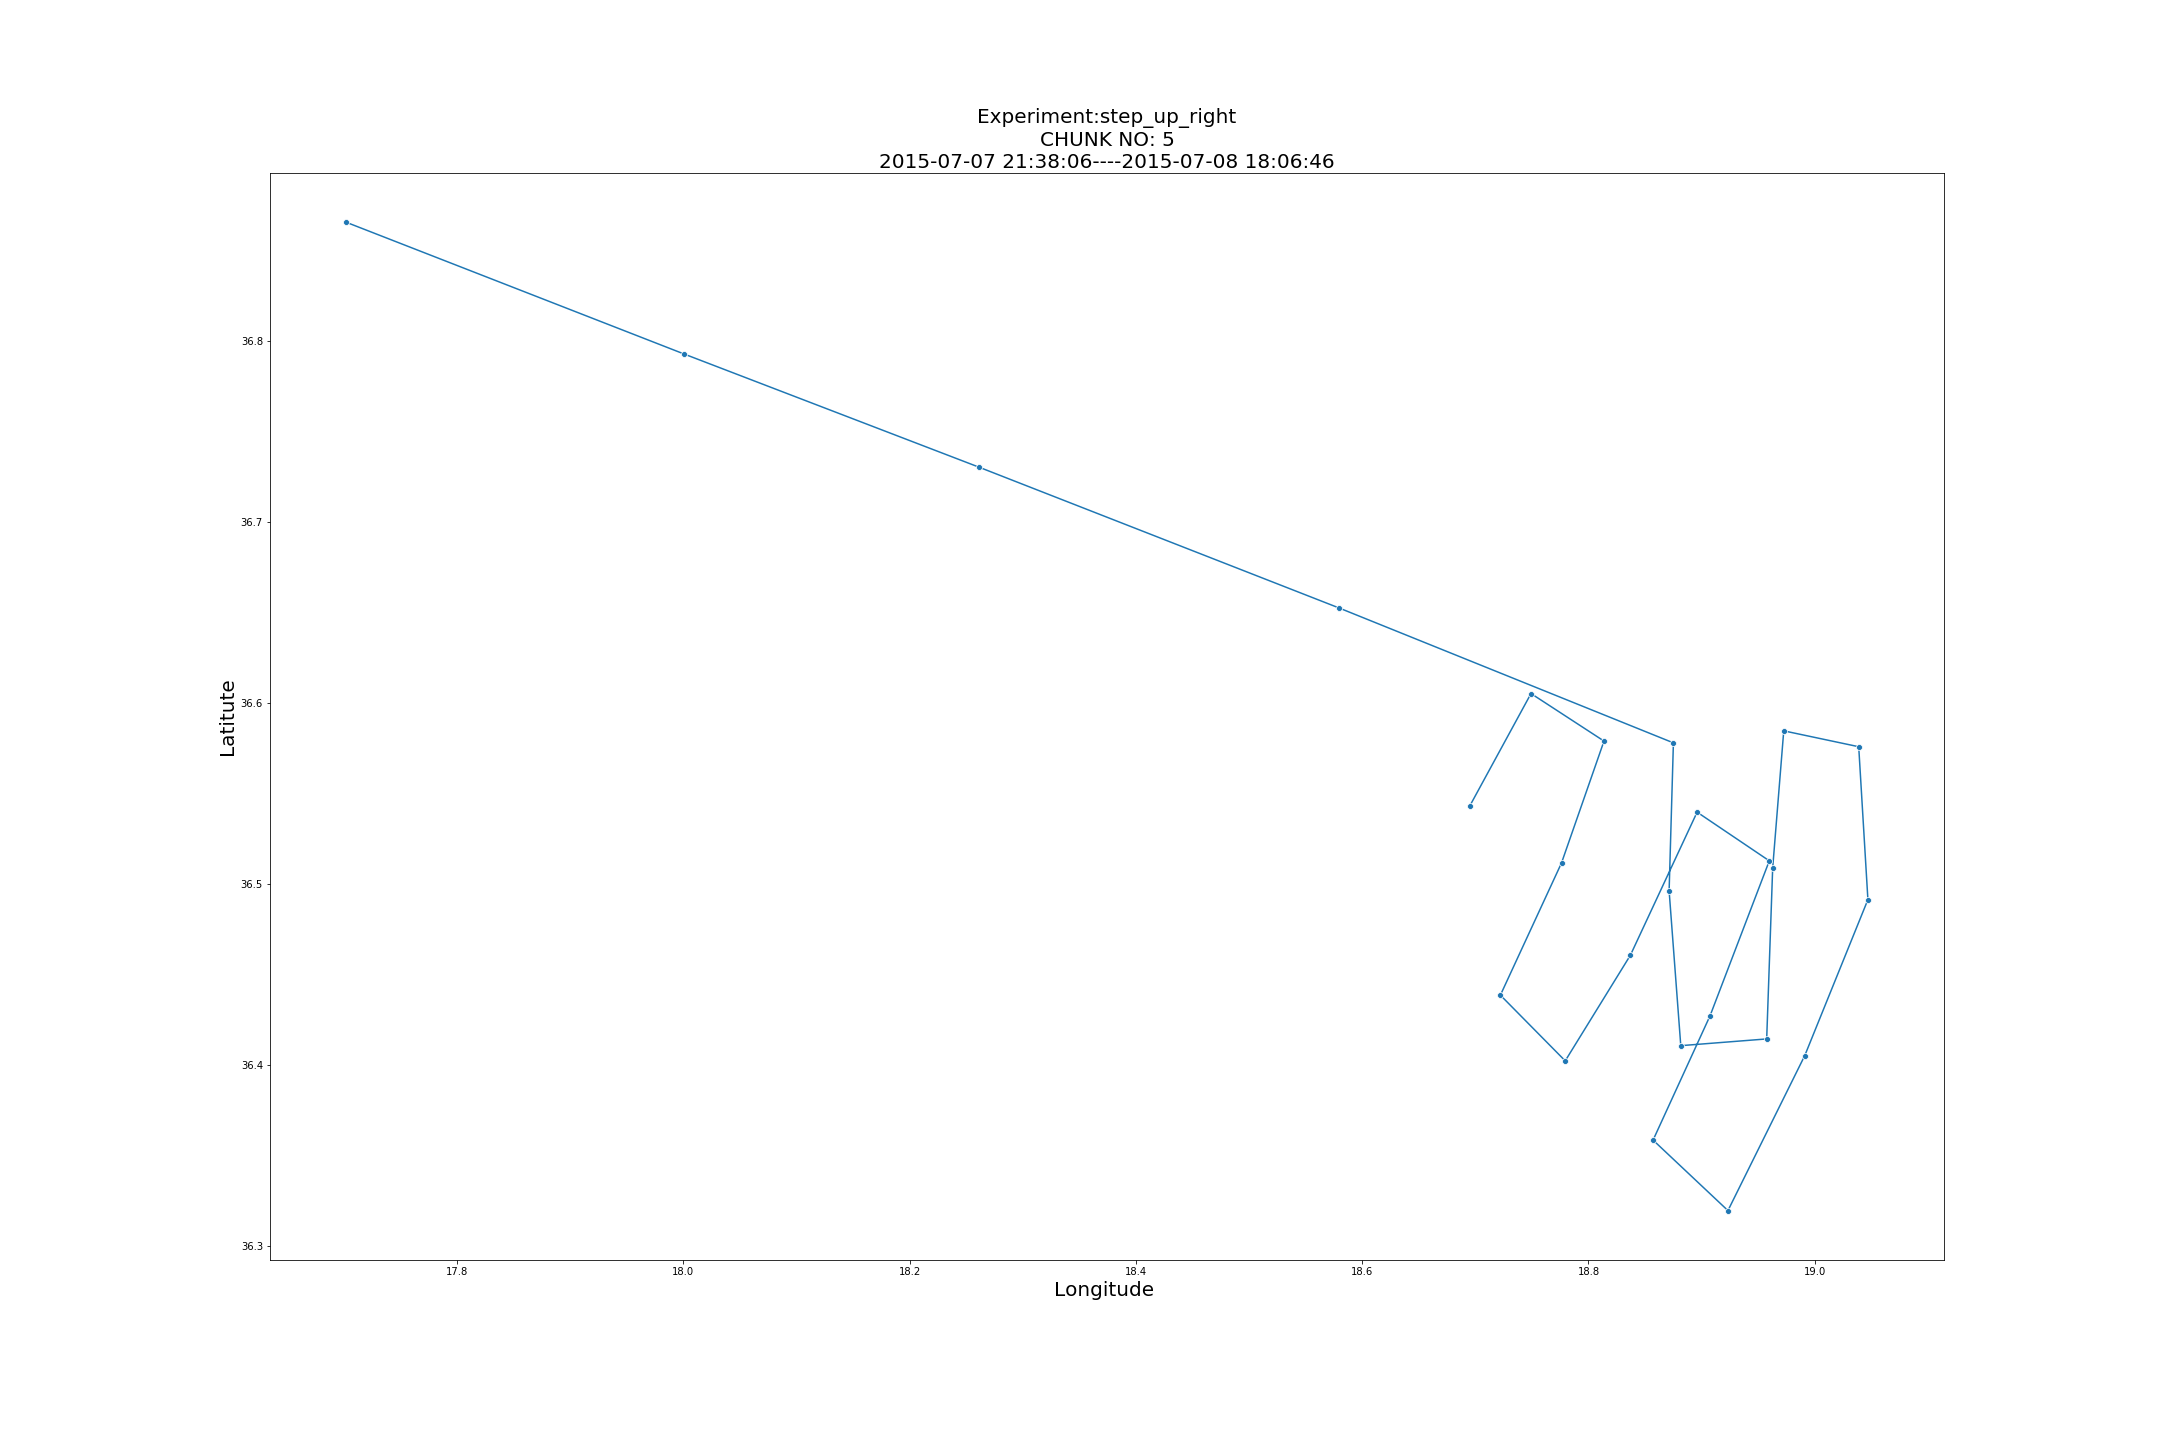 Experiment:step_up_right
CHUNK NO: 5
2015-07-07 21:38:06----2015-07-08 18:06:46
Latitute
36.8
36.7
36.6
36.5
36.4
36.3
17.8 18.0 18.2 18.4 18.6 18.8 19.0
Longitude